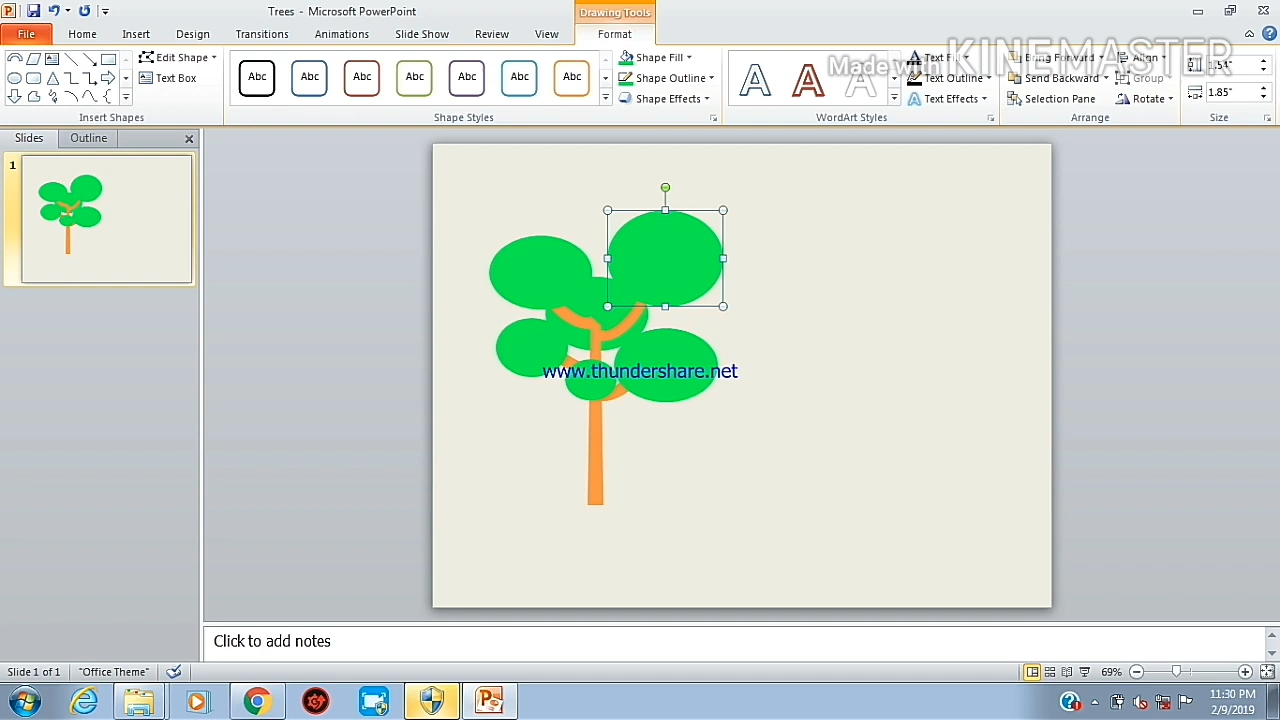 Trees - Microsoft PowerPoint
Drawing Tools
File Home Insert Design Transitions Animations Slide Show Review View Format
Edit Shape
Text Box
Insert Shapes
Abc Abc Abc Abc Abc Abc Abc
Shape Fill
Shape Outline
Shape Effects
Shape Styles
A A A
Text Fill
Text Outline
Text Effects
WordArt Styles
Made with KINEMASTER
Bring Forward
Send Backward
Selection Pane
Align
Group
Rotate
Arrange
1.85"
Size
Slides Outline
1
www.thundershare.net
Click to add notes
Slide 1 of 1 "Office Theme" 69%
11:30 PM
2/9/2019